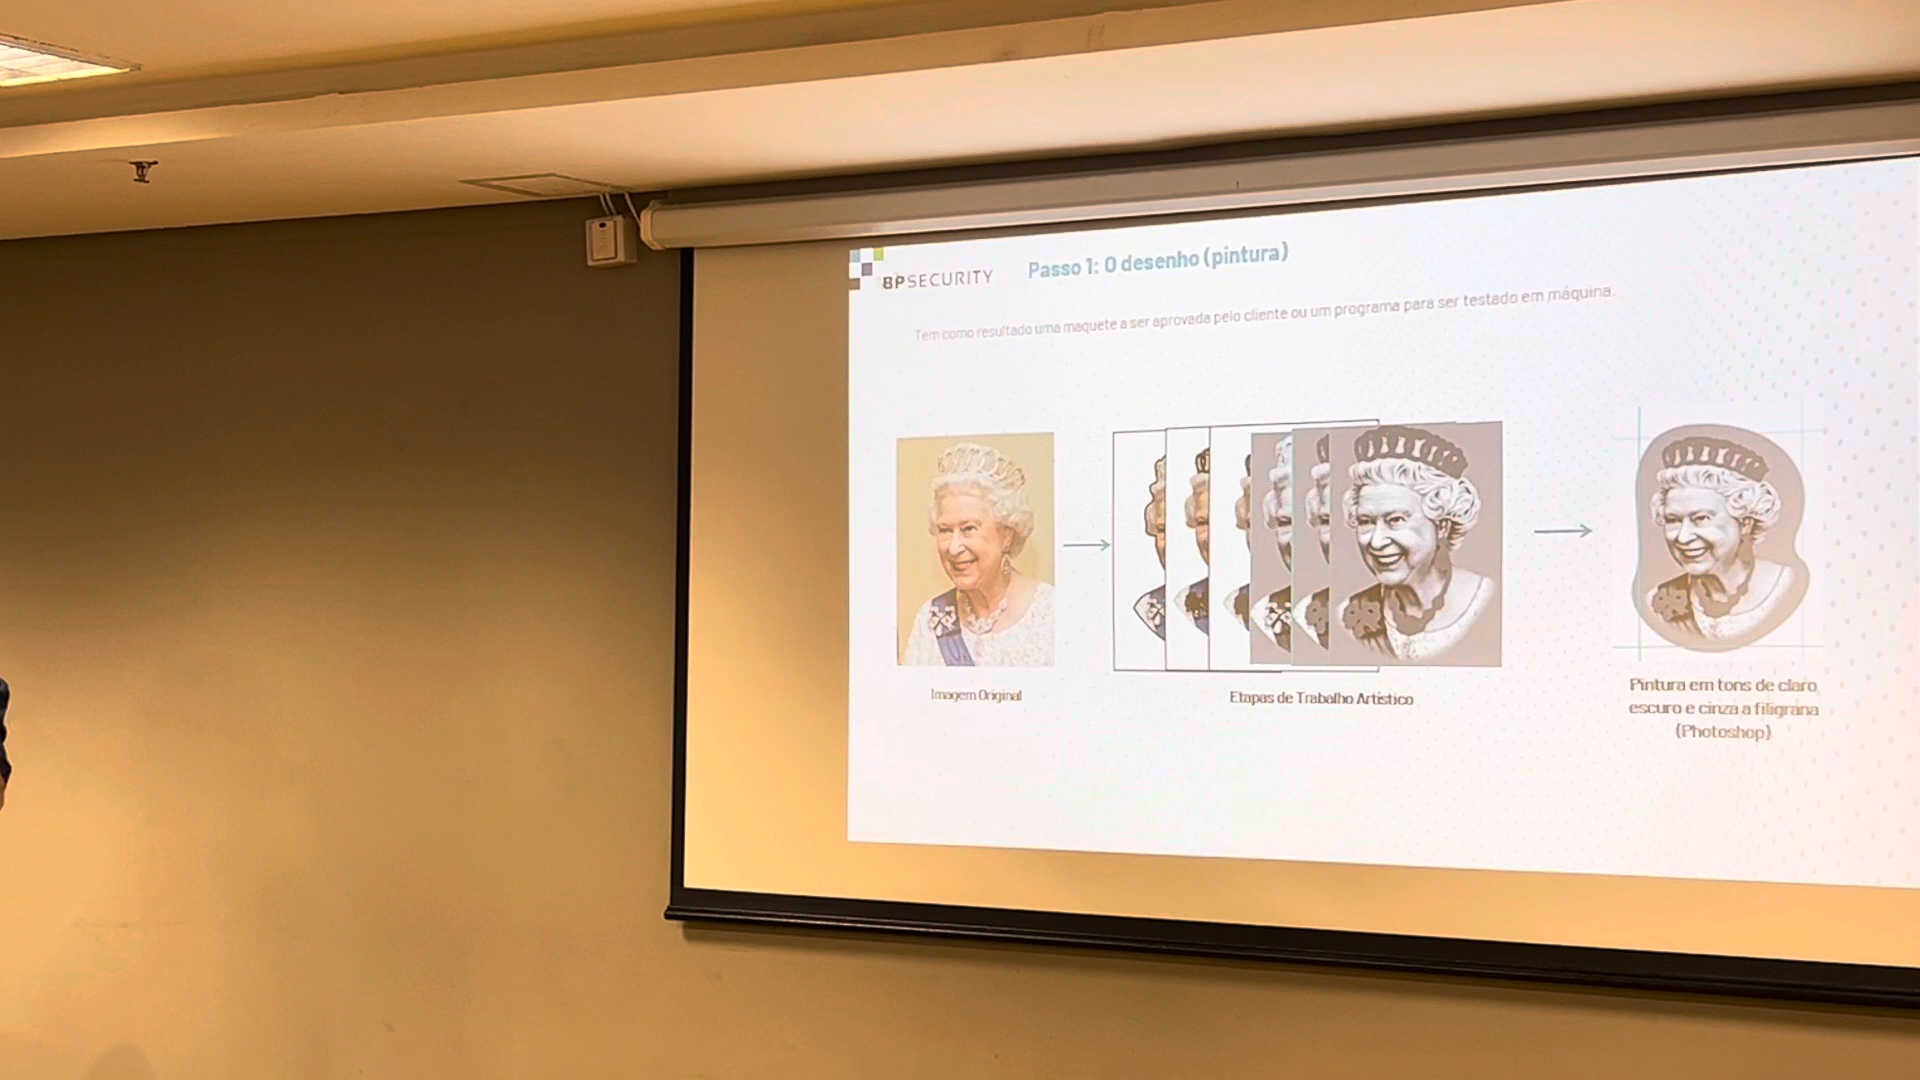 BPSECURITY
Passo 1: O desenho (pintura)
Tem como resultado uma maquete a ser aprovada pelo cliente ou um programa para ser testado em máquina.
Imagem Original
Etapas de Trabalho Artístico
Pintura em tons de claro
escuro e cinza a filigrana
(Photoshop)